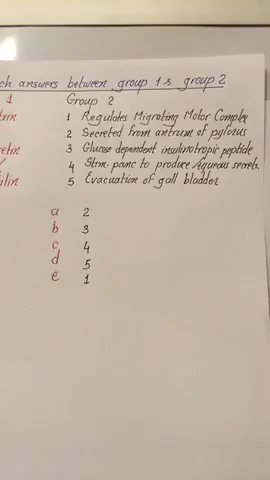 ch answers between group 1 & group 2
1 Group 2
1 Regulates Migrating Motor Complex
2 Secreted from antrum of pylorus
3 Glucose dependent insulinotropic peptide
4 Stm. panc to produce Aqueous secrets.
5 Evacuation of gall bladder
a 2
b 3
c 4
d 5
e 1